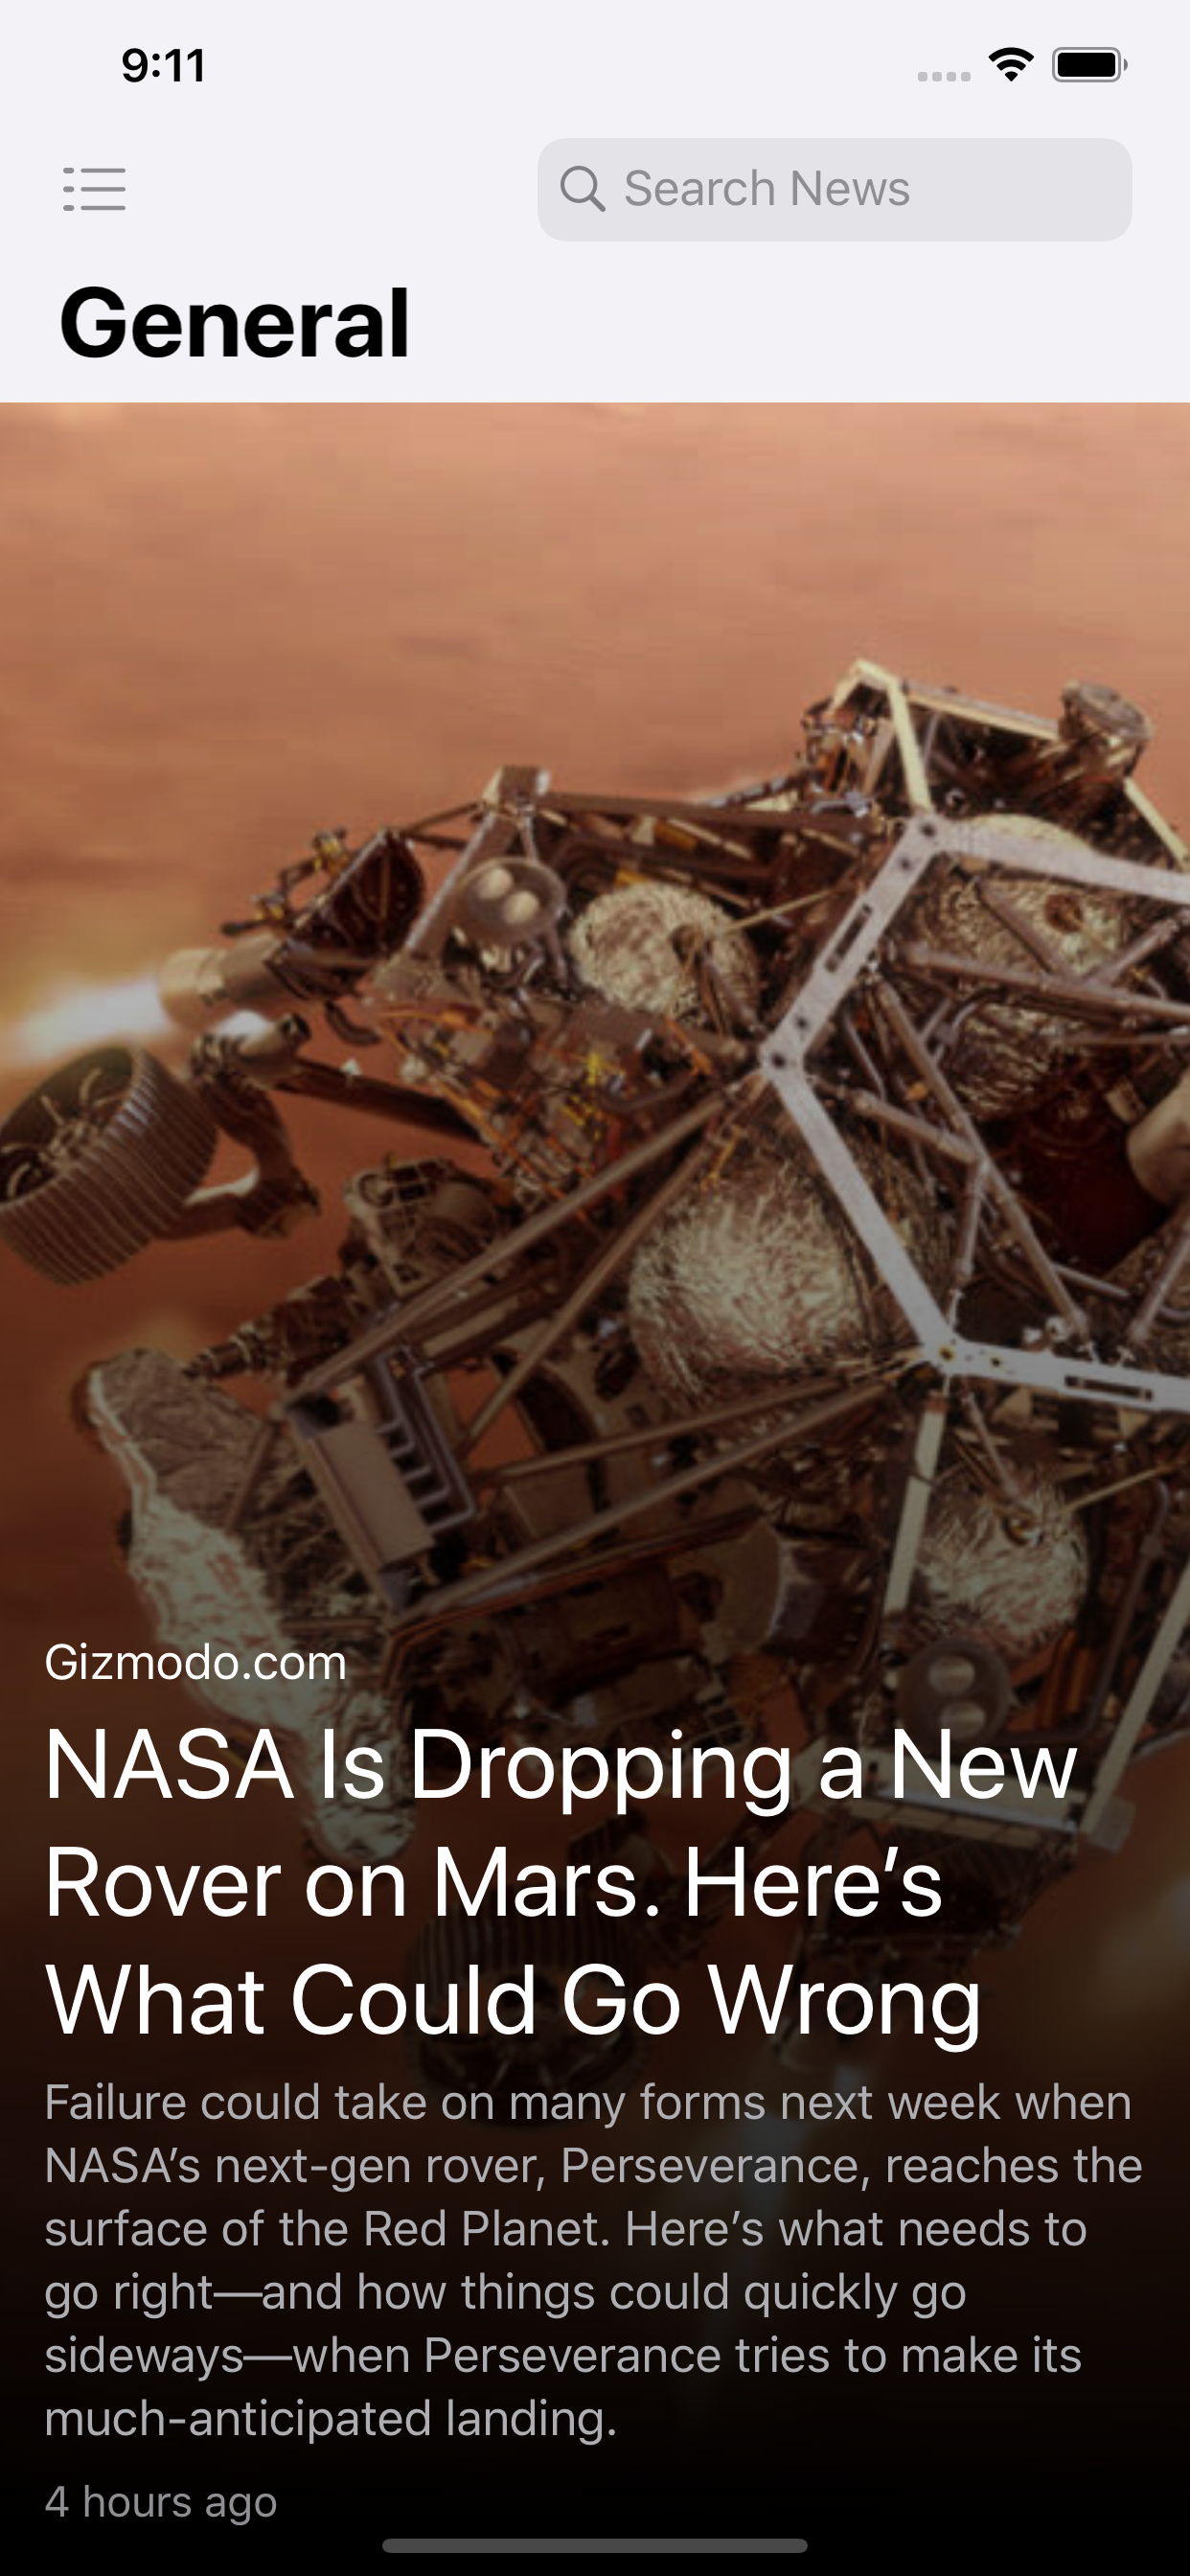 9:11
Search News
General
Gizmodo.com
NASA Is Dropping a New
Rover on Mars. Here’s
What Could Go Wrong
Failure could take on many forms next week when
NASA’s next-gen rover, Perseverance, reaches the
surface of the Red Planet. Here’s what needs to
go right—and how things could quickly go
sideways—when Perseverance tries to make its
much-anticipated landing.
4 hours ago